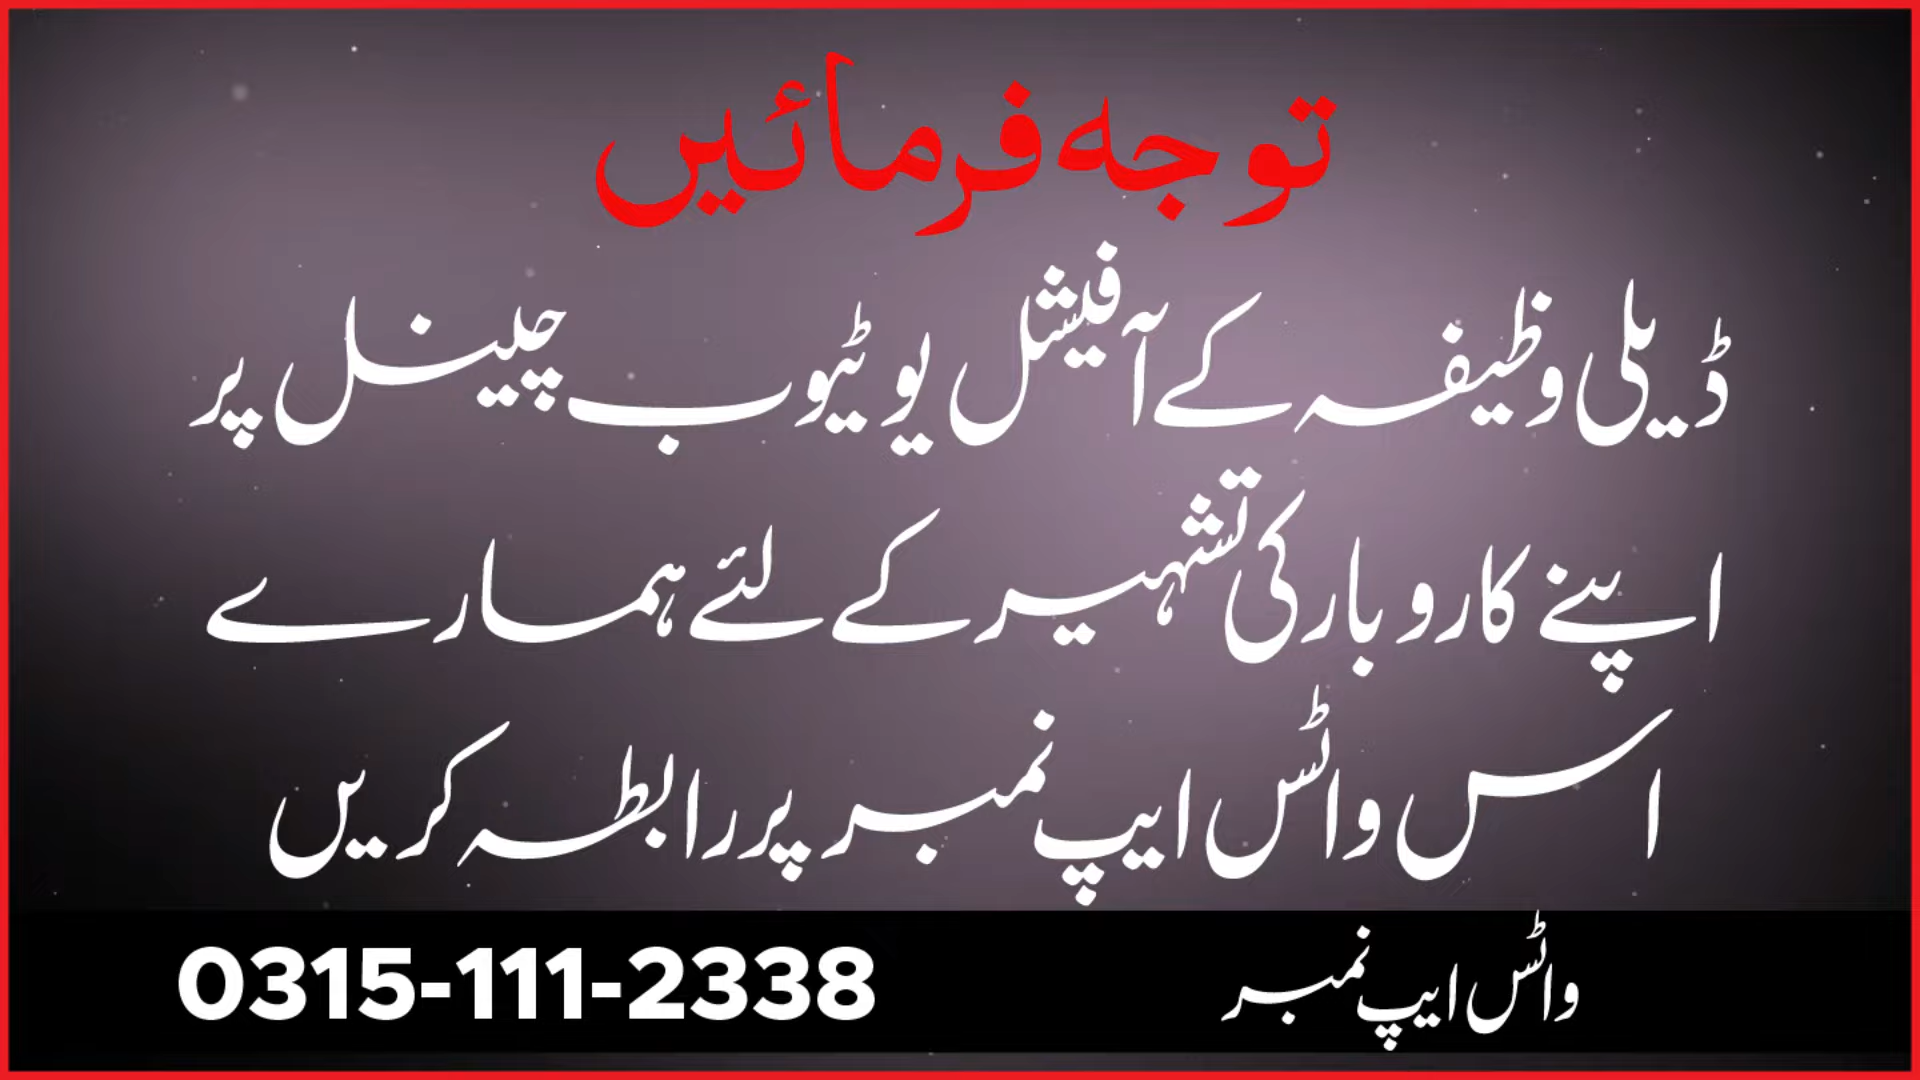 توجہ فرمائیں
ڈیلی وظیفہ کے آفیشل یوٹیوب چینل پر
اپنے کاروبار کی تشہیر کے لئے ہمارے
اس واٹس ایپ نمبر پر رابطہ کریں
واٹس ایپ نمبر 0315-111-2338